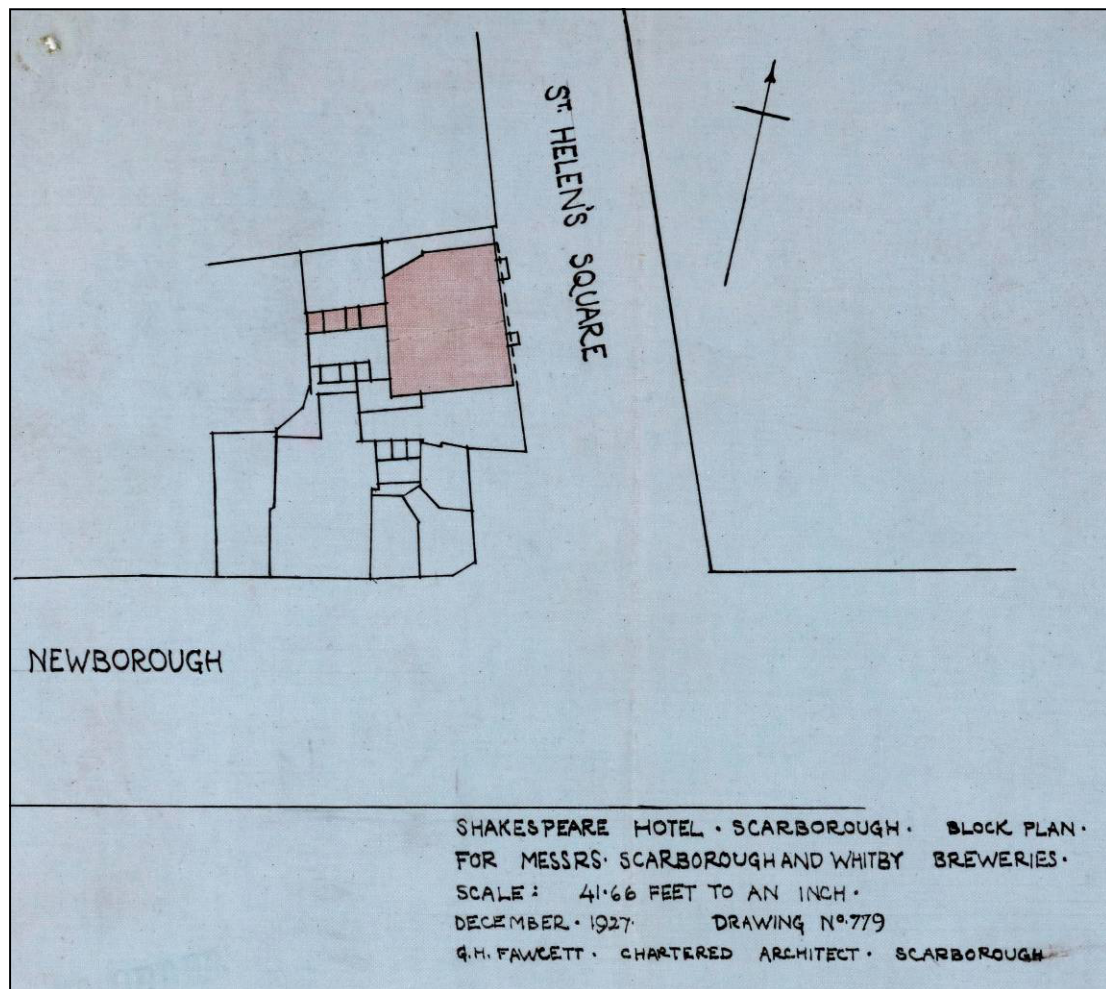 ST. HELEN'S SQUARE
NEWBOROUGH
SHAKESPEARE HOTEL · SCARBOROUGH · BLOCK PLAN ·
FOR MESSRS · SCARBOROUGH AND WHITBY BREWERIES ·
SCALE : 41·66 FEET TO AN INCH ·
DECEMBER · 1927· DRAWING No. 779
G.H. FAWCETT · CHARTERED ARCHITECT · SCARBOROUGH